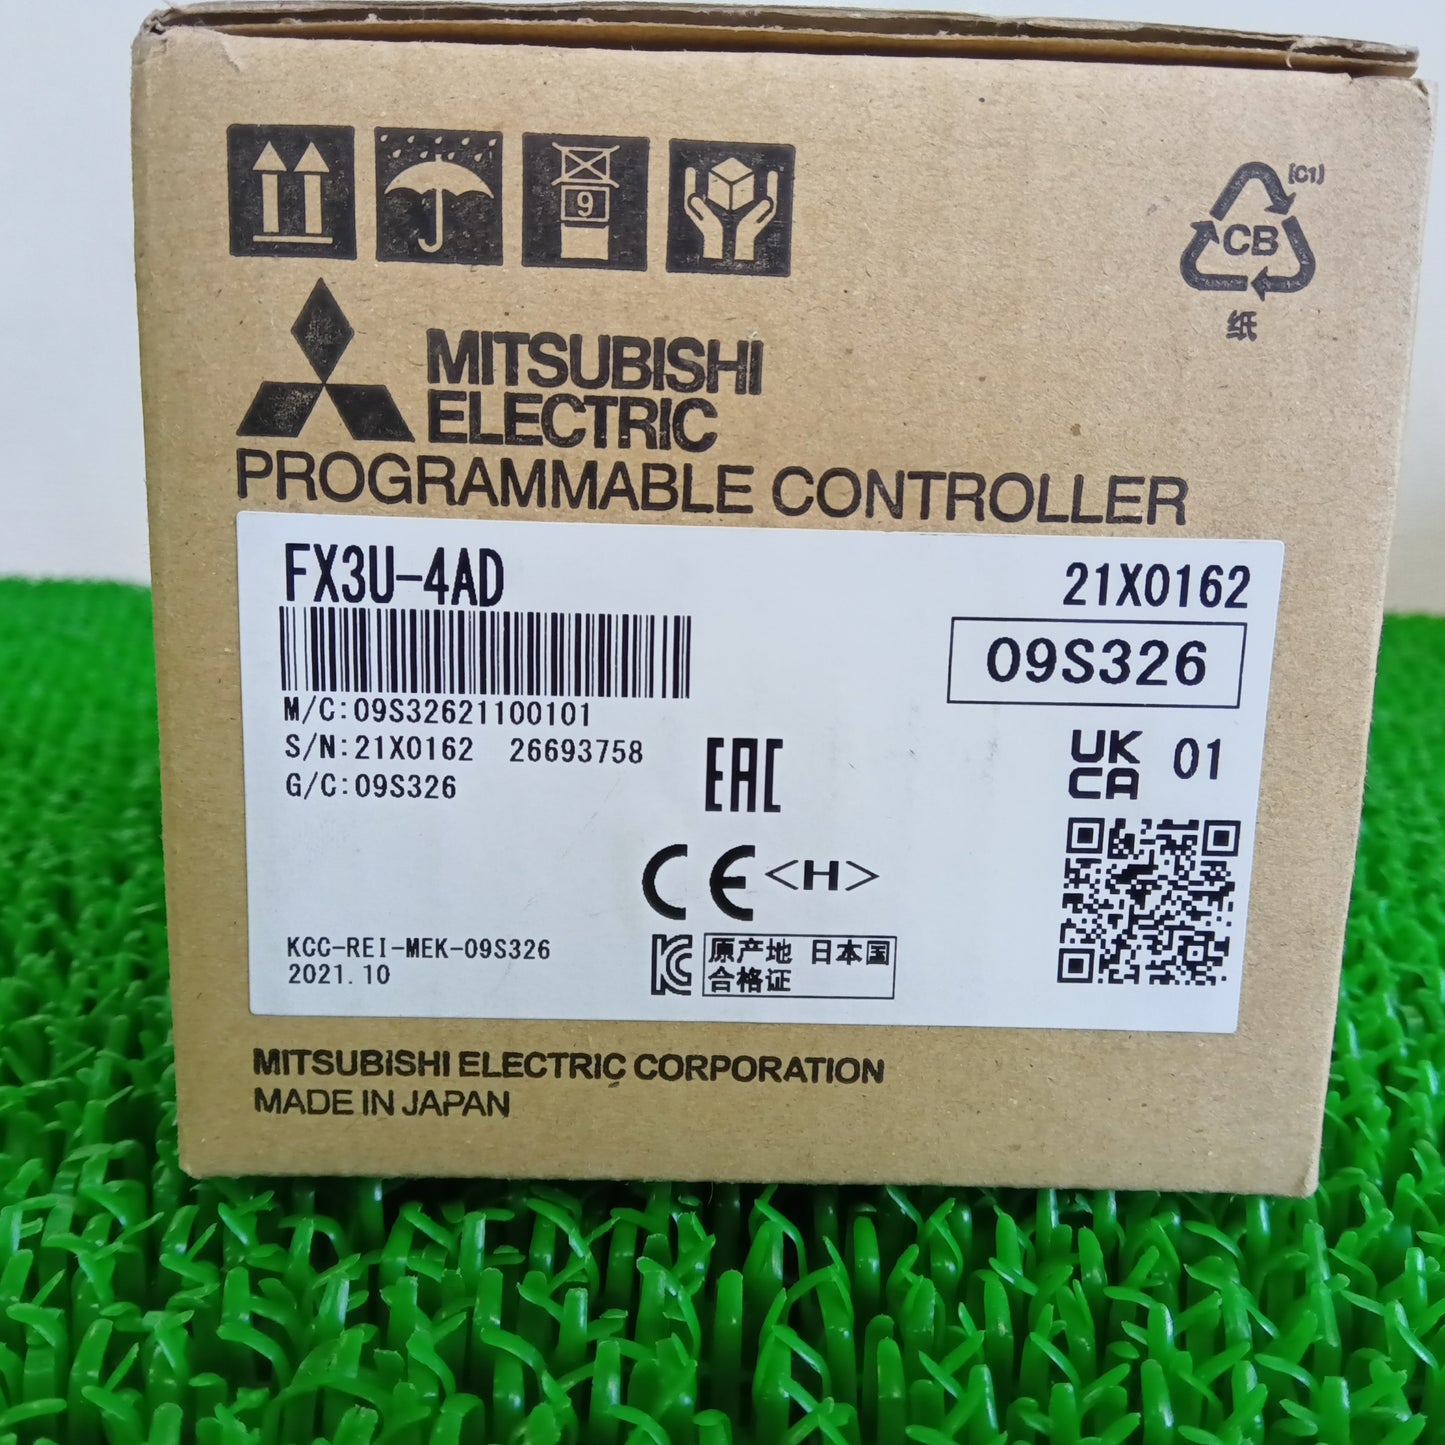 9
[C1]
CB
纸
MITSUBISHI
ELECTRIC
PROGRAMMABLE CONTROLLER
FX3U-4AD
21X0162
09S326
M/C:09S32621100101
S/N:21X0162 26693758
G/C:09S326
EAC
UK
CA
01
CE
<H>
KCC-REI-MEK-09S326
2021.10
KC
原产地 日本国
合格证
MITSUBISHI ELECTRIC CORPORATION
MADE IN JAPAN